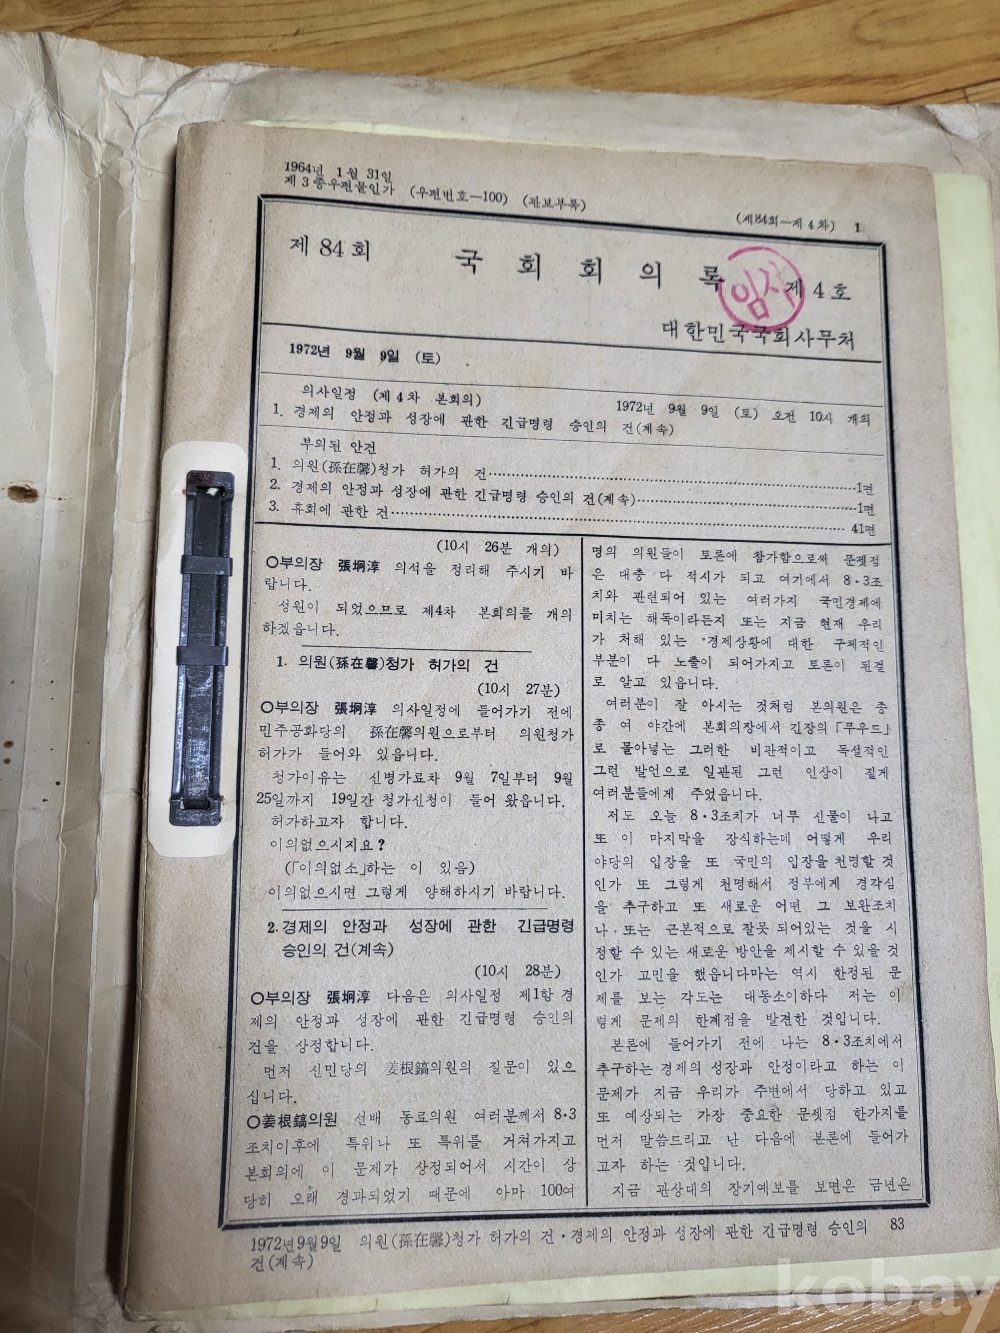 1964년 1월 31일
제3종우편물인가 (우편번호—100) (관보부록)
(제84회—제4차) 1
제84회 국회회의록 제4호
임시
대한민국국회사무처
1972년 9월 9일 (토)
의사일정 (제4차 본회의)
1972년 9월 9일 (토) 오전 10시 개의
1. 경제의 안정과 성장에 관한 긴급명령 승인의 건(계속)
부의된 안건
1. 의원(孫在馨)청가 허가의 건……1면
2. 경제의 안정과 성장에 관한 긴급명령 승인의 건(계속)……1면
3. 휴회에 관한 건……41면
(10시 26분 개의)
○부의장 張坰淳 의석을 정리해 주시기 바
랍니다.
성원이 되었으므로 제4차 본회의를 개의
하겠읍니다.
1. 의원(孫在馨)청가 허가의 건
(10시 27분)
○부의장 張坰淳 의사일정에 들어가기 전에
민주공화당의 孫在馨의원으로부터 의원청가
허가가 들어와 있읍니다.
청가이유는 신병가료차 9월 7일부터 9월
25일까지 19일간 청가신청이 들어 왔읍니다.
허가하고자 합니다.
이의없으시지요?
(「이의없소」하는 이 있음)
이의없으시면 그렇게 양해하시기 바랍니다.
2. 경제의 안정과 성장에 관한 긴급명령
승인의 건(계속)
(10시 28분)
○부의장 張坰淳 다음은 의사일정 제1항 경
제의 안정과 성장에 관한 긴급명령 승인의
건을 상정합니다.
먼저 신민당의 姜根鎬의원의 질문이 있으
십니다.
○姜根鎬의원 선배 동료의원 여러분께서 8·3
조치이후에 특위나 또 특위를 거쳐가지고
본회의에 이 문제가 상정되어서 시간이 상
당히 오래 경과되었기 때문에 아마 100여
명의 의원들이 토론에 참가함으로써 문젯점
은 대충 다 적시가 되고 여기에서 8·3조
치와 관련되어 있는 여러가지 국민경제에
미치는 해독이라든지 또는 지금 현재 우리
가 처해 있는 경제상황에 대한 구체적인
부분이 다 노출이 되어가지고 토론이 된걸
로 알고 있읍니다.
여러분이 잘 아시는 것처럼 본의원은 종
종 여 야간에 본회의장에서 긴장의 「무우드」
로 몰아넣는 그러한 비판적이고 독설적인
그런 발언으로 일관된 그런 인상이 짙게
여러분들에게 주었읍니다.
저도 오늘 8·3조치가 너무 신물이 나고
또 이 마지막을 장식하는데 어떻게 우리
야당의 입장을 또 국민의 입장을 천명할 것
인가 또 그렇게 천명해서 정부에게 경각심
을 추구하고 또 새로운 어떤 그 보완조치
나 또는 근본적으로 잘못 되어있는 것을 시
정할 수 있는 새로운 방안을 제시할 수 있을 것
인가 고민을 했읍니다마는 역시 한정된 문
제를 보는 각도는 대동소이하다 저는 이
렇게 문제의 한계점을 발견한 것입니다.
본론에 들어가기 전에 나는 8·3조치에서
추구하는 경제의 성장과 안정이라고 하는 이
문제가 지금 우리가 주변에서 당하고 있고
또 예상되는 가장 중요한 문젯점 한가지를
먼저 말씀드리고 난 다음에 본론에 들어가
고자 하는 것입니다.
지금 관상대의 장기예보를 보면은 금년은
1972년9월9일 의원(孫在馨)청가 허가의 건·경제의 안정과 성장에 관한 긴급명령 승인의 83
건(계속)
kobay